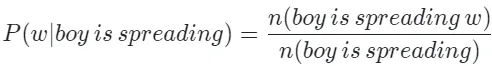 P(w|boy is spreading) = n(boy is spreading w) / n(boy is spreading)